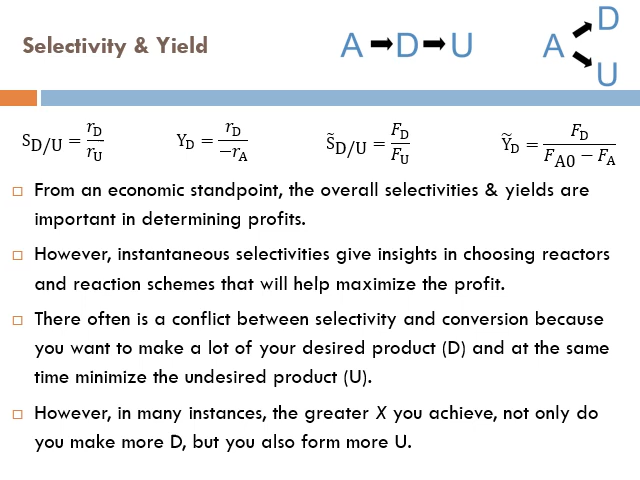 Selectivity & Yield
A → D → U
A
D
U
S_D/U = r_D / r_U
Y_D = r_D / −r_A
S̃_D/U = F_D / F_U
Ỹ_D = F_D / (F_A0 − F_A)
From an economic standpoint, the overall selectivities & yields are
important in determining profits.
However, instantaneous selectivities give insights in choosing reactors
and reaction schemes that will help maximize the profit.
There often is a conflict between selectivity and conversion because
you want to make a lot of your desired product (D) and at the same
time minimize the undesired product (U).
However, in many instances, the greater X you achieve, not only do
you make more D, but you also form more U.